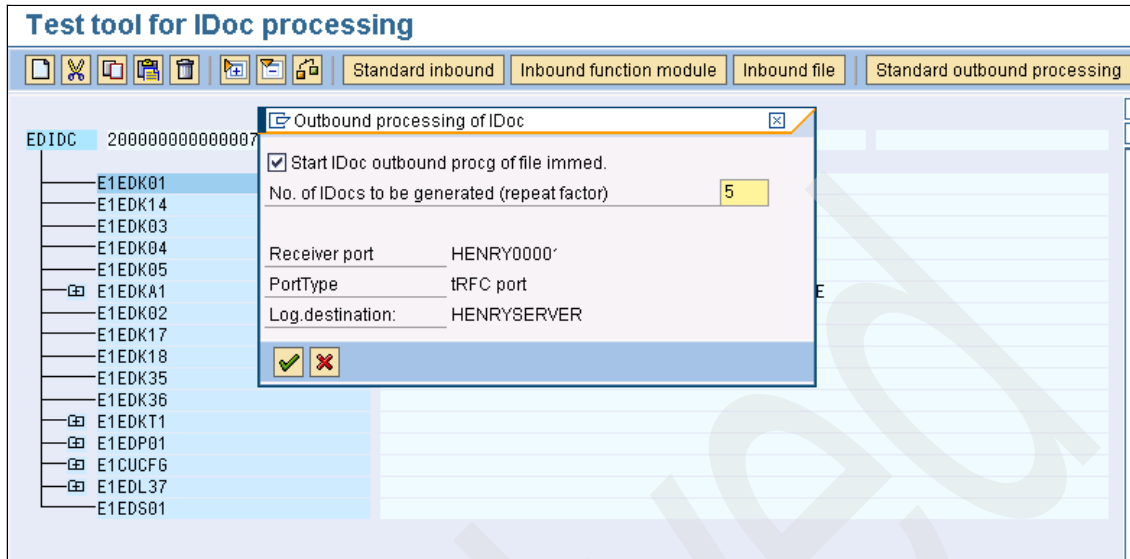 Test tool for IDoc processing
Standard inbound Inbound function module Inbound file Standard outbound processing
Outbound processing of IDoc
EDIDC 200000000000007
Start IDoc outbound procg of file immed.
E1EDK01
No. of IDocs to be generated (repeat factor) 5
E1EDK14
E1EDK03
E1EDK04
Receiver port HENRY0000
E1EDK05
PortType tRFC port
E1EDKA1 E
E1EDK02
Log.destination: HENRYSERVER
E1EDK17
E1EDK18
E1EDK35
E1EDK36
E1EDKT1
E1EDP01
E1CUCFG
E1EDL37
E1EDS01